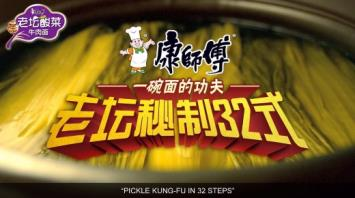 老坛酸菜
牛肉面
康師傅
一碗面的功夫
老坛秘制32式
"PICKLE KUNG-FU IN 32 STEPS"